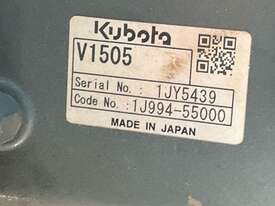 Kubota
V1505
Serial No. : 1JY5439
Code No. : 1J994-55000
MADE IN JAPAN